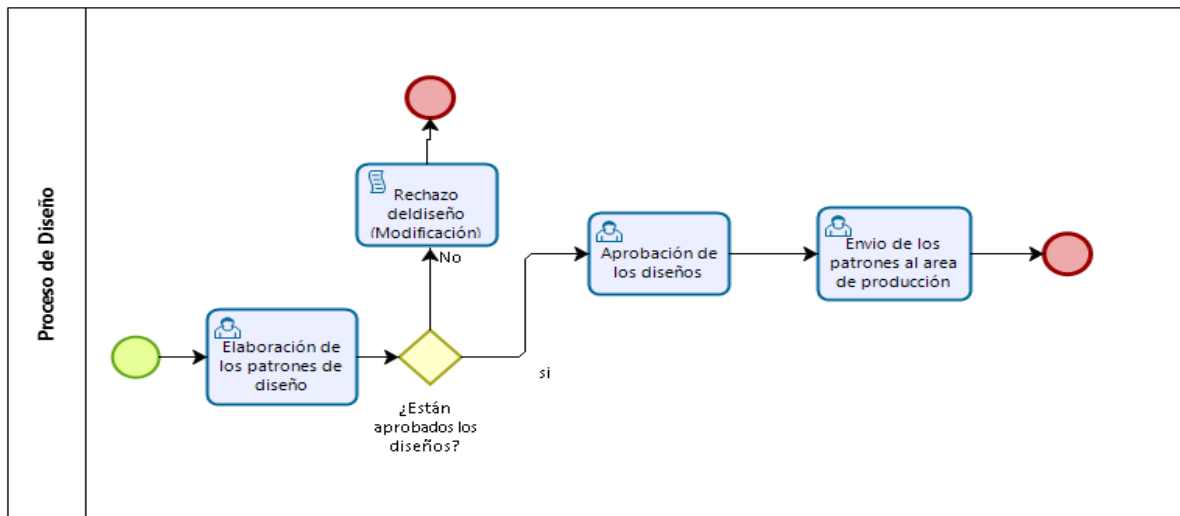 Proceso de Diseño
Elaboración de
los patrones de
diseño
¿Están
aprobados los
diseños?
No
Rechazo
deldiseño
(Modificación)
si
Aprobación de
los diseños
Envio de los
patrones al area
de producción